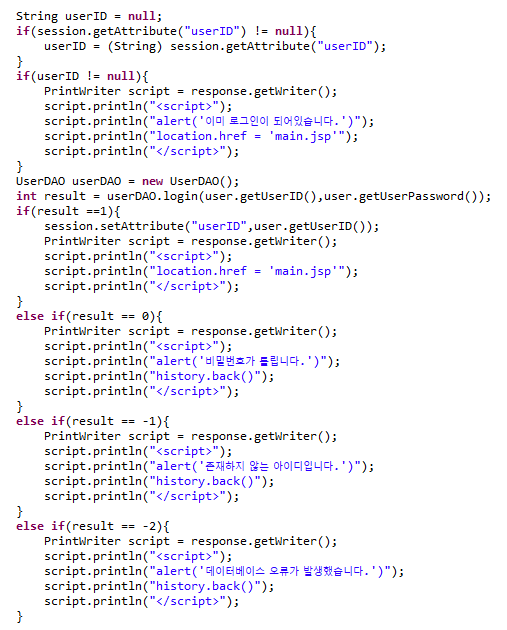 String userID = null;
if(session.getAttribute("userID") != null){
userID = (String) session.getAttribute("userID");
}
if(userID != null){
PrintWriter script = response.getWriter();
script.println("<script>");
script.println("alert('이미 로그인이 되어있습니다.')");
script.println("location.href = 'main.jsp'");
script.println("</script>");
}
UserDAO userDAO = new UserDAO();
int result = userDAO.login(user.getUserID(),user.getUserPassword());
if(result ==1){
session.setAttribute("userID",user.getUserID());
PrintWriter script = response.getWriter();
script.println("<script>");
script.println("location.href = 'main.jsp'");
script.println("</script>");
}
else if(result == 0){
PrintWriter script = response.getWriter();
script.println("<script>");
script.println("alert('비밀번호가 틀립니다.')");
script.println("history.back()");
script.println("</script>");
}
else if(result == -1){
PrintWriter script = response.getWriter();
script.println("<script>");
script.println("alert('존재하지 않는 아이디입니다.')");
script.println("history.back()");
script.println("</script>");
}
else if(result == -2){
PrintWriter script = response.getWriter();
script.println("<script>");
script.println("alert('데이터베이스 오류가 발생했습니다.')");
script.println("history.back()");
script.println("</script>");
}